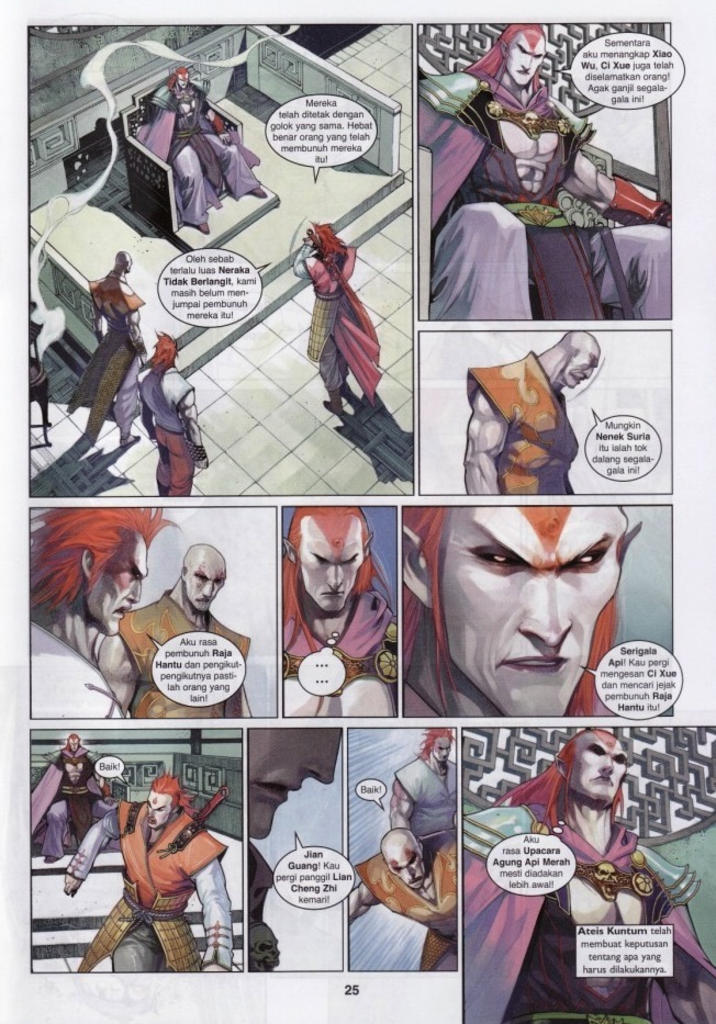 Mereka
telah ditetak dengan
golok yang sama. Hebat
benar orang yang telah
membunuh mereka
itu!
Oleh sebab
terlalu luas Neraka
Tidak Berlangit, kami
masih belum men-
jumpai pembunuh
mereka itu!
Sementara
aku menangkap Xiao
Wu, Ci Xue juga telah
diselamatkan orang!
Agak ganjil segala-
gala ini!
Mungkin
Nenek Suria
itu ialah tok
dalang segala-
gala ini!
Aku rasa
pembunuh Raja
Hantu dan pengikut-
pengikutnya pasti-
lah orang yang
lain!
...
...
Serigala
Api! Kau pergi
mengesan Ci Xue
dan mencari jejak
pembunuh Raja
Hantu itu!
Baik!
Jian
Guang! Kau
pergi panggil Lian
Cheng Zhi
kemari!
Baik!
Aku
rasa Upacara
Agung Api Merah
mesti diadakan
lebih awal!
Ateis Kuntum telah
membuat keputusan
tentang apa yang
harus dilakukannya.
25